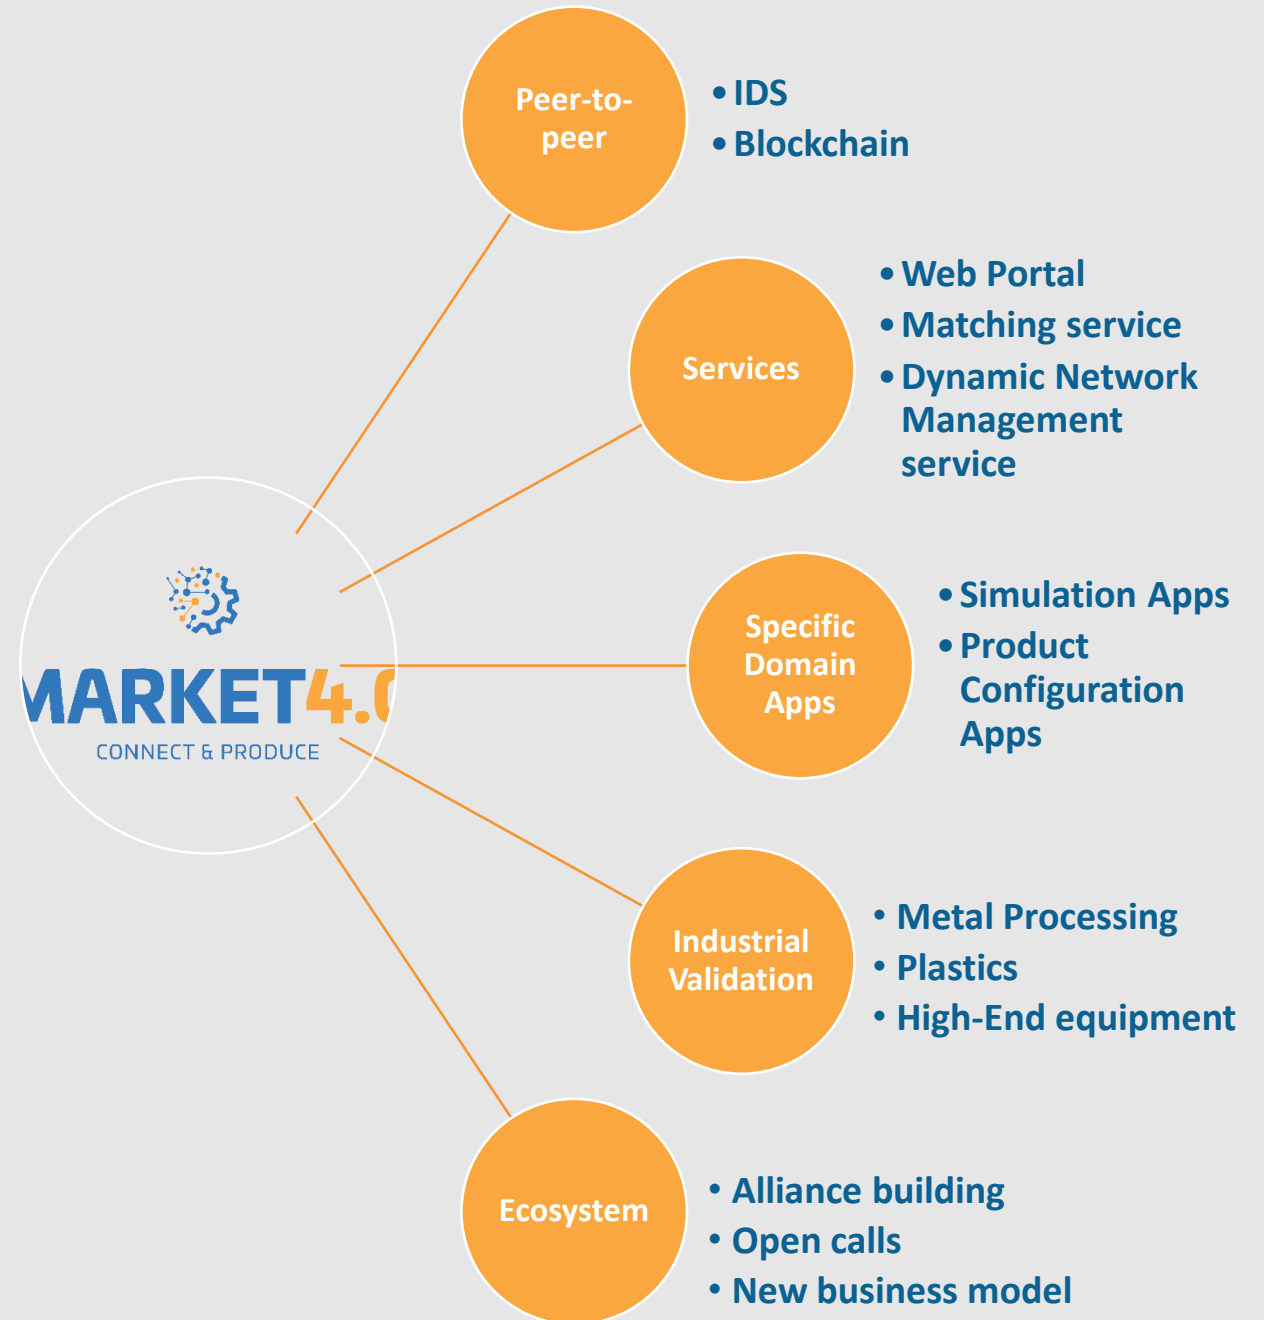 Peer-to-
peer
• IDS
• Blockchain
Services
• Web Portal
• Matching service
• Dynamic Network
Management
service
MARKET4.0
CONNECT & PRODUCE
Specific
Domain
Apps
• Simulation Apps
• Product
Configuration
Apps
Industrial
Validation
• Metal Processing
• Plastics
• High-End equipment
Ecosystem
• Alliance building
• Open calls
• New business model